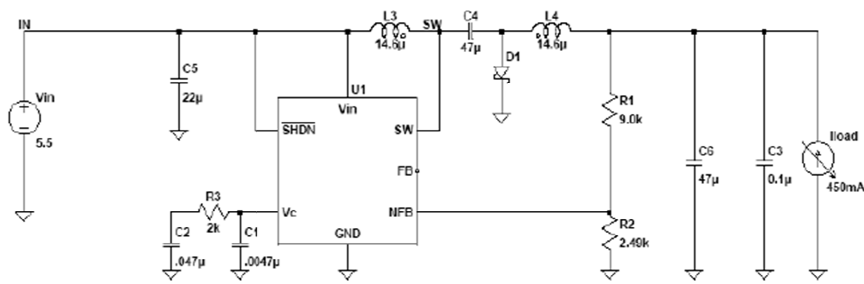 IN
L3
14.6µ
SW
C4
47µ
L4
14.6µ
D1
C5
22µ
U1
Vin
SHDN
SW
FB
NFB
Vc
GND
Vin
5.5
R1
9.0k
R2
2.49k
C6
47µ
C3
0.1µ
Iload
450mA
R3
2k
C2
.047µ
C1
.0047µ